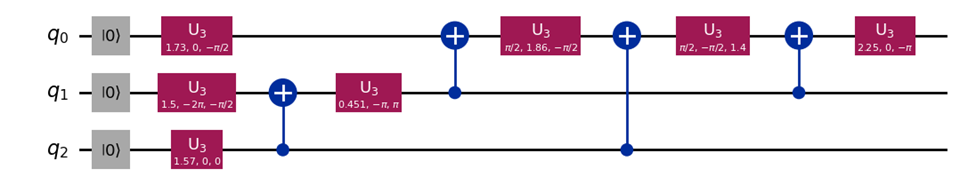 q₀ |0⟩ U₃ 1.73, 0, −π/2 U₃ π/2, 1.86, −π/2 U₃ π/2, −π/2, 1.4 U₃ 2.25, 0, −π
q₁ |0⟩ U₃ 1.5, −2π, −π/2 U₃ 0.451, −π, π
q₂ |0⟩ U₃ 1.57, 0, 0